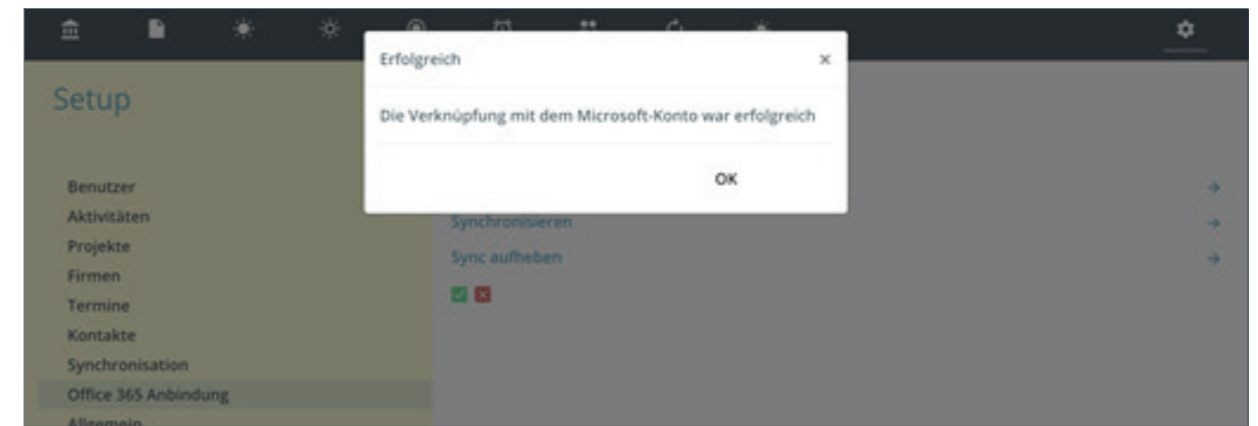 Erfolgreich ×
Die Verknüpfung mit dem Microsoft-Konto war erfolgreich
OK
Setup
Benutzer
Aktivitäten
Projekte
Firmen
Termine
Kontakte
Synchronisation
Office 365 Anbindung
Allgemein
Synchronisieren
Sync aufheben